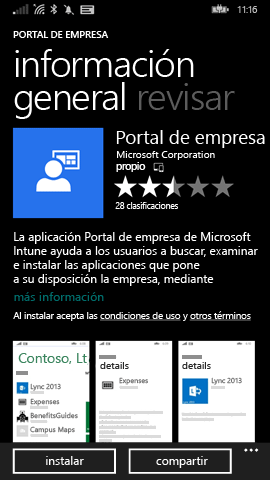 11:16
PORTAL DE EMPRESA
información
general revisar
Portal de empresa
Microsoft Corporation
propio
28 clasificaciones
La aplicación Portal de empresa de Microsoft
Intune ayuda a los usuarios a buscar, examinar
e instalar las aplicaciones que pone
a su disposición la empresa, mediante
más información
Al instalar acepta las condiciones de uso y otros términos
Contoso, Lt
Lync 2013
Expenses
BenefitsGuides
Campus Maps
details
Expenses
details
Lync 2013
instalar
compartir